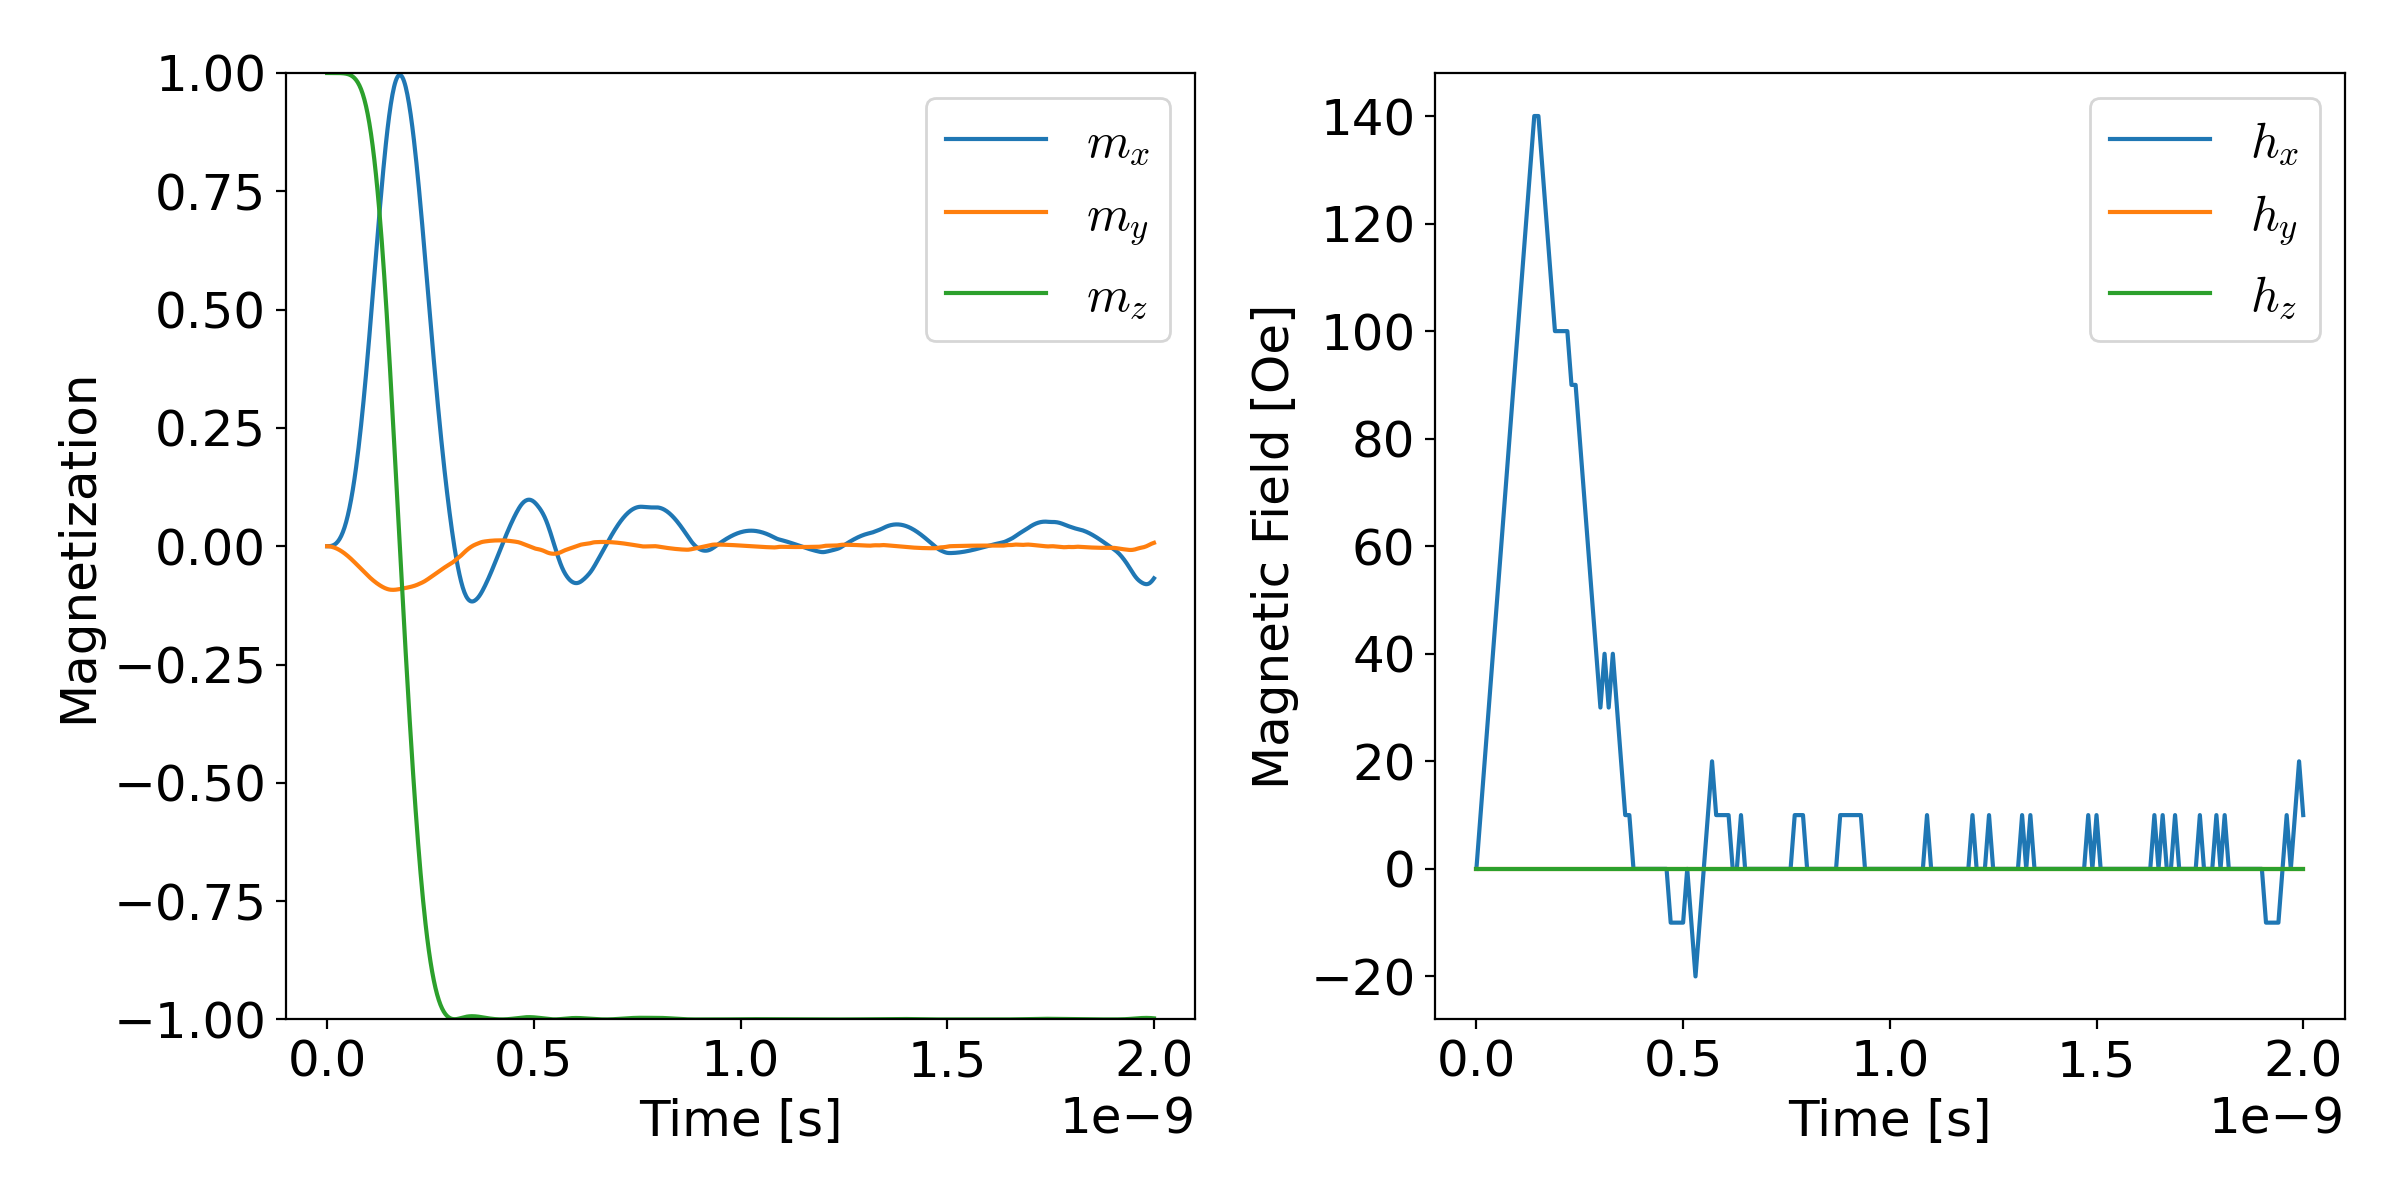 1.00
0.75
0.50
0.25
0.00
−0.25
−0.50
−0.75
−1.00
Magnetization
0.0 0.5 1.0 1.5 2.0
Time [s]
1e−9
m_x
m_y
m_z
140
120
100
80
60
40
20
0
−20
Magnetic Field [Oe]
0.0 0.5 1.0 1.5 2.0
Time [s]
1e−9
h_x
h_y
h_z